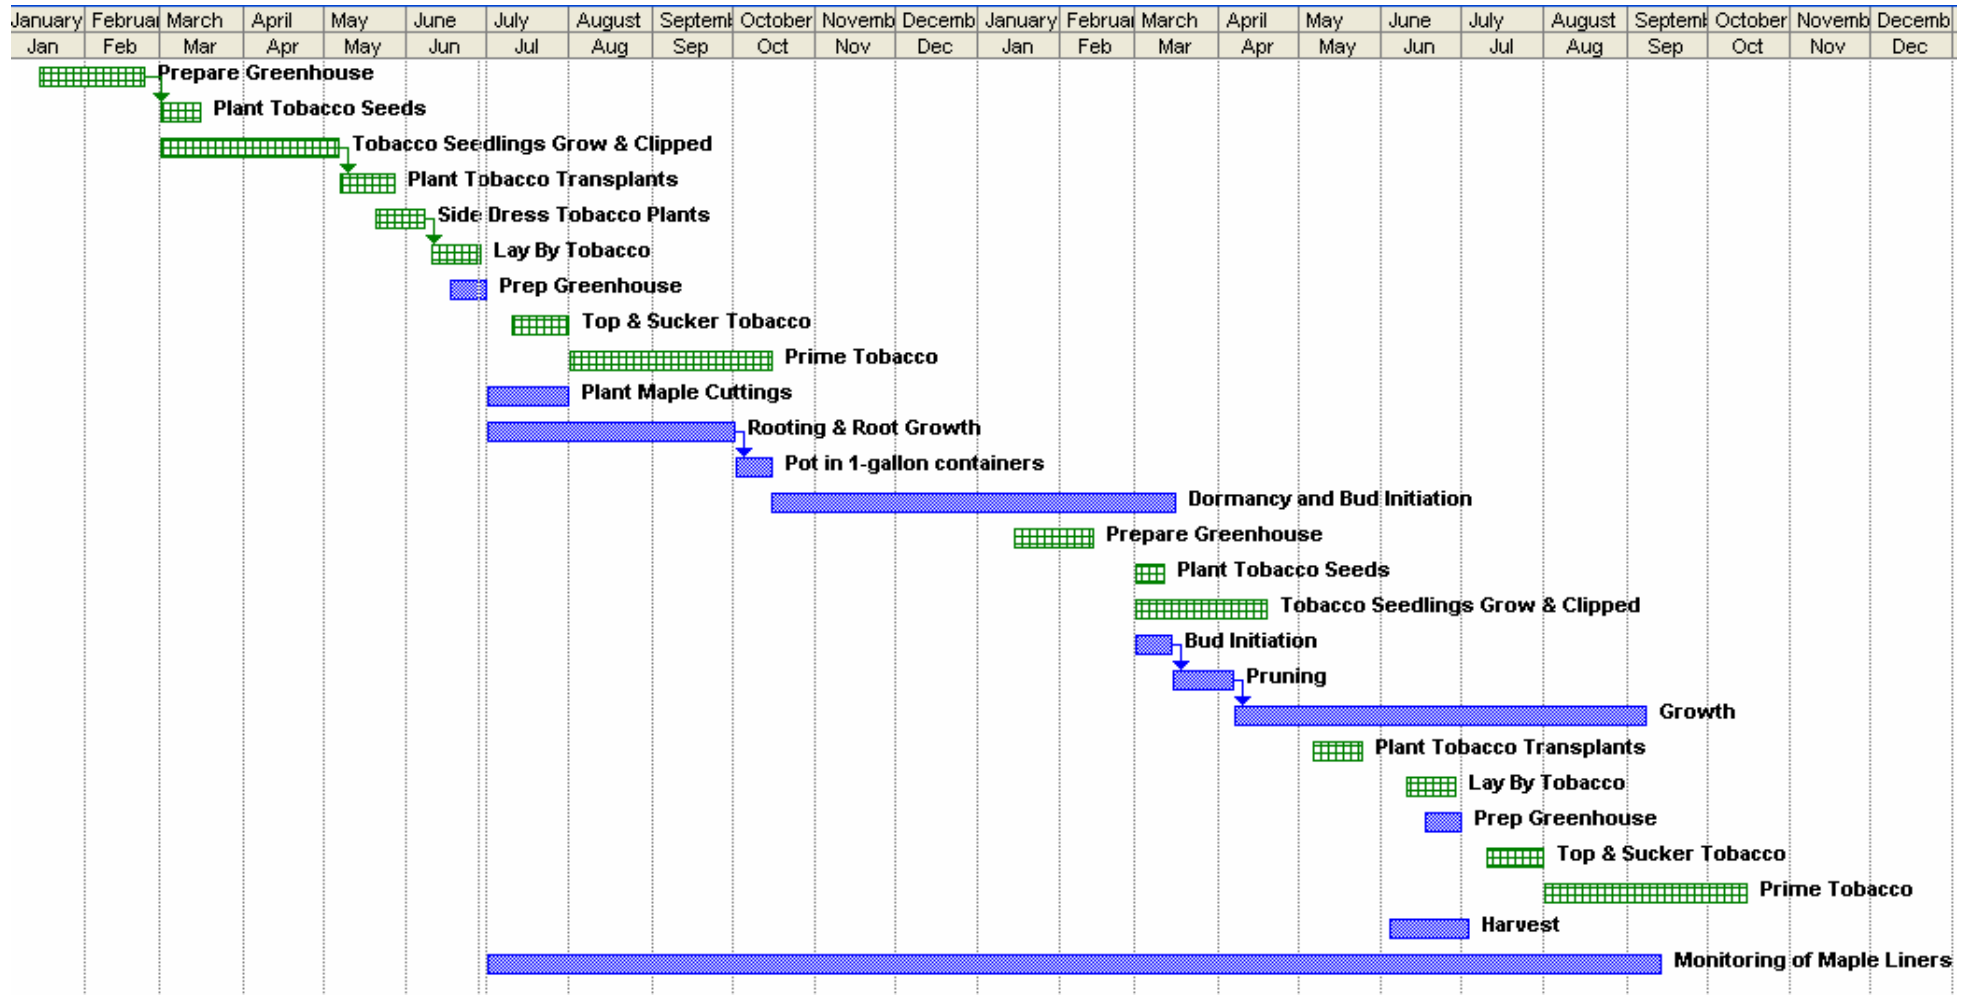 January Februar March April May June July August Septemb October Novemb Decemb January Februar March April May June July August Septemb October Novemb Decemb
Jan Feb Mar Apr May Jun Jul Aug Sep Oct Nov Dec Jan Feb Mar Apr May Jun Jul Aug Sep Oct Nov Dec
Prepare Greenhouse
Plant Tobacco Seeds
Tobacco Seedlings Grow & Clipped
Plant Tobacco Transplants
Side Dress Tobacco Plants
Lay By Tobacco
Prep Greenhouse
Top & Sucker Tobacco
Prime Tobacco
Plant Maple Cuttings
Rooting & Root Growth
Pot in 1-gallon containers
Dormancy and Bud Initiation
Prepare Greenhouse
Plant Tobacco Seeds
Tobacco Seedlings Grow & Clipped
Bud Initiation
Pruning
Growth
Plant Tobacco Transplants
Lay By Tobacco
Prep Greenhouse
Top & Sucker Tobacco
Prime Tobacco
Harvest
Monitoring of Maple Liners